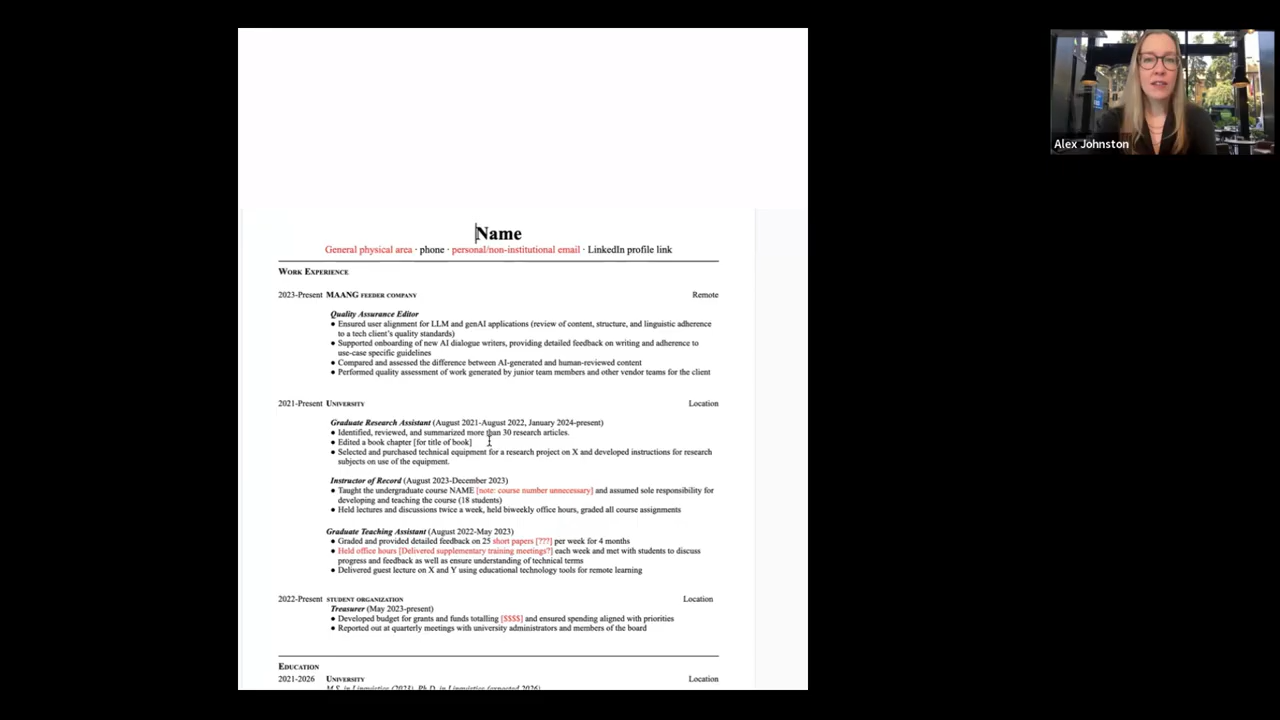 Name
General physical area · phone · personal/non-institutional email · LinkedIn profile link
WORK EXPERIENCE
2023-Present MAANG FEEDER COMPANY Remote
Quality Assurance Editor
● Ensured user alignment for LLM and genAI applications (review of content, structure, and linguistic adherence
to a tech client's quality standards)
● Supported onboarding of new AI dialogue writers, providing detailed feedback on writing and adherence to
use-case specific guidelines
● Compared and assessed the difference between AI-generated and human-reviewed content
● Performed quality assessment of work generated by junior team members and other vendor teams for the client
2021-Present UNIVERSITY Location
Graduate Research Assistant (August 2021-August 2022, January 2024-present)
● Identified, reviewed, and summarized more than 30 research articles.
● Edited a book chapter [for title of book]
● Selected and purchased technical equipment for a research project on X and developed instructions for research
subjects on use of the equipment.
Instructor of Record (August 2023-December 2023)
● Taught the undergraduate course NAME [note: course number unnecessary] and assumed sole responsibility for
developing and teaching the course (18 students)
● Held lectures and discussions twice a week, held biweekly office hours, graded all course assignments
Graduate Teaching Assistant (August 2022-May 2023)
● Graded and provided detailed feedback on 25 short papers [???] per week for 4 months
● Held office hours [Delivered supplementary training meetings?] each week and met with students to discuss
progress and feedback as well as ensure understanding of technical terms
● Delivered guest lecture on X and Y using educational technology tools for remote learning
2022-Present STUDENT ORGANIZATION Location
Treasurer (May 2023-present)
● Developed budget for grants and funds totalling [$$$$] and ensured spending aligned with priorities
● Reported out at quarterly meetings with university administrators and members of the board
EDUCATION
2021-2026 UNIVERSITY Location
M.S. in Linguistics (2023), Ph.D. in Linguistics (expected 2026)
Alex Johnston